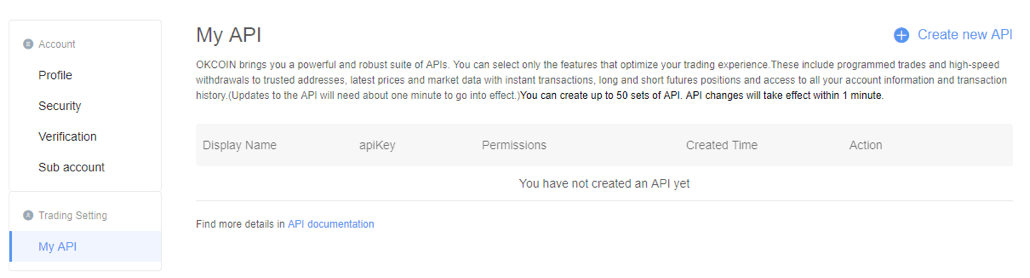 Account
Profile
Security
Verification
Sub account
Trading Setting
My API
My API
Create new API
OKCOIN brings you a powerful and robust suite of APIs. You can select only the features that optimize your trading experience.These include programmed trades and high-speed
withdrawals to trusted addresses, latest prices and market data with instant transactions, long and short futures positions and access to all your account information and transaction
history.(Updates to the API will need about one minute to go into effect.)You can create up to 50 sets of API. API changes will take effect within 1 minute.
Display Name apiKey Permissions Created Time Action
You have not created an API yet
Find more details in API documentation